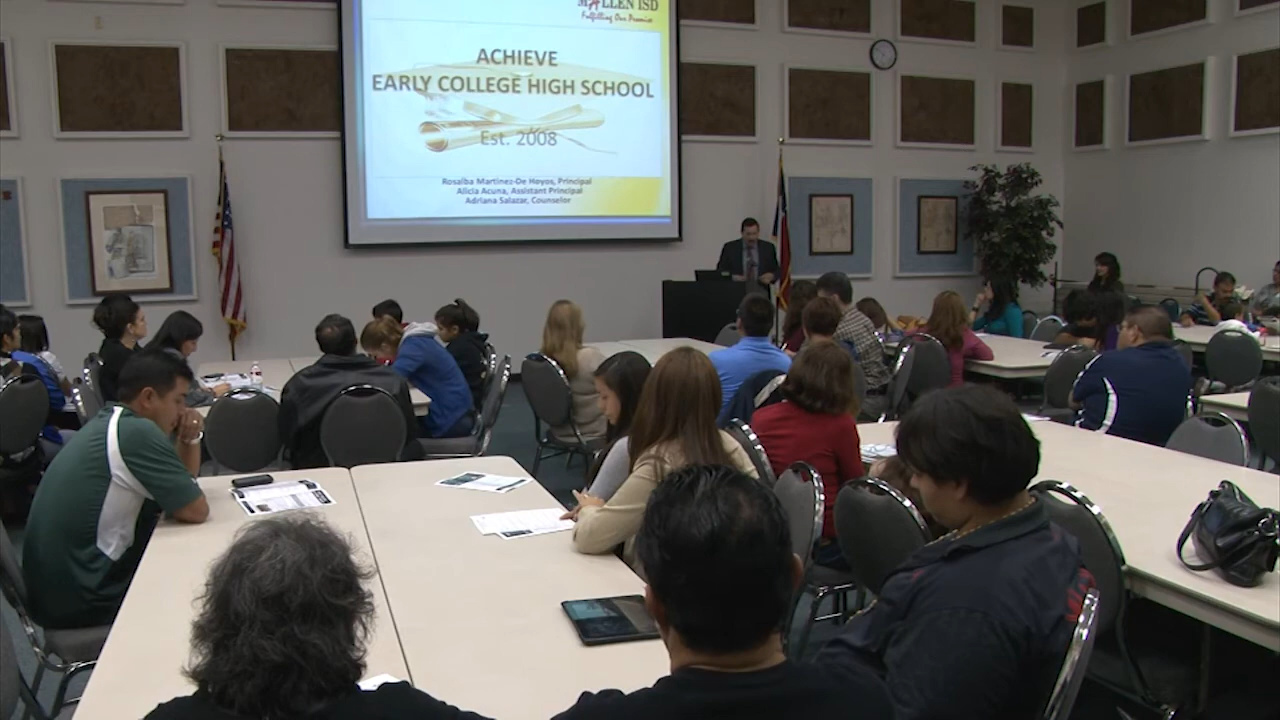 McALLEN ISD
Fulfilling Our Promise
ACHIEVE
EARLY COLLEGE HIGH SCHOOL
Est. 2008
Rosalba Martinez-De Hoyos, Principal
Alicia Acuna, Assistant Principal
Adriana Salazar, Counselor